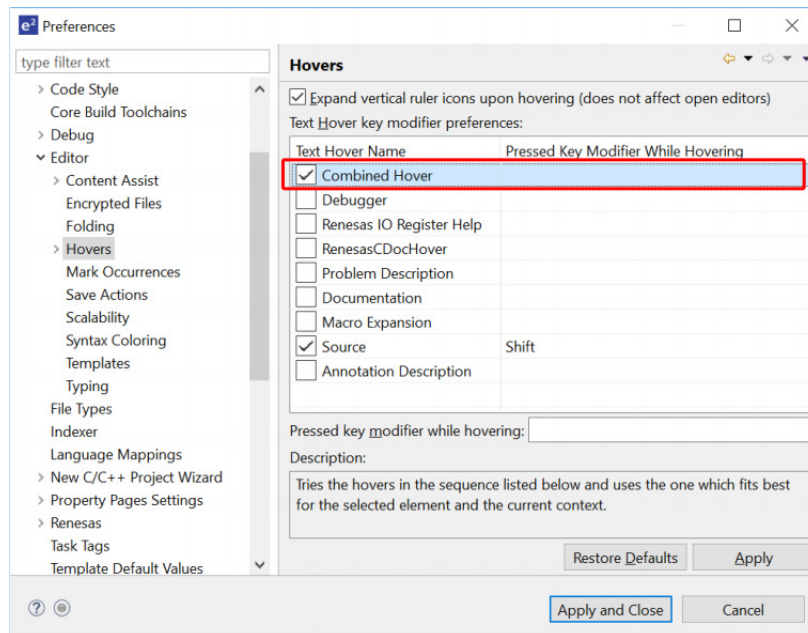 e² Preferences
type filter text
Code Style
Core Build Toolchains
Debug
Editor
Content Assist
Encrypted Files
Folding
Hovers
Mark Occurrences
Save Actions
Scalability
Syntax Coloring
Templates
Typing
File Types
Indexer
Language Mappings
New C/C++ Project Wizard
Property Pages Settings
Renesas
Task Tags
Template Default Values
Hovers
Expand vertical ruler icons upon hovering (does not affect open editors)
Text Hover key modifier preferences:
Text Hover Name Pressed Key Modifier While Hovering
Combined Hover
Debugger
Renesas IO Register Help
RenesasCDocHover
Problem Description
Documentation
Macro Expansion
Source Shift
Annotation Description
Pressed key modifier while hovering:
Description:
Tries the hovers in the sequence listed below and uses the one which fits best
for the selected element and the current context.
Restore Defaults Apply
? Apply and Close Cancel